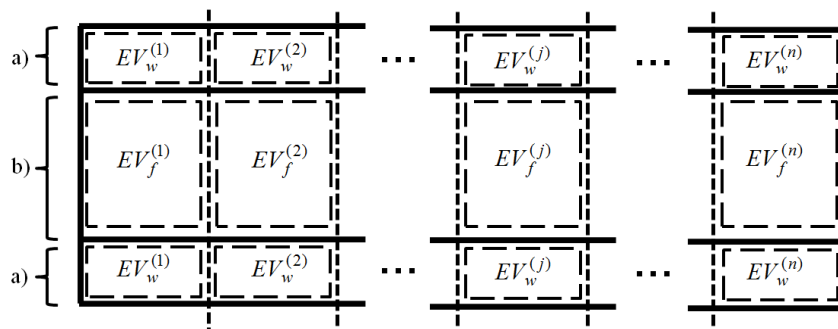 a) EV_w^(1) EV_w^(2) ... EV_w^(j) ... EV_w^(n)
b) EV_f^(1) EV_f^(2) EV_f^(j) EV_f^(n)
a) EV_w^(1) EV_w^(2) ... EV_w^(j) ... EV_w^(n)